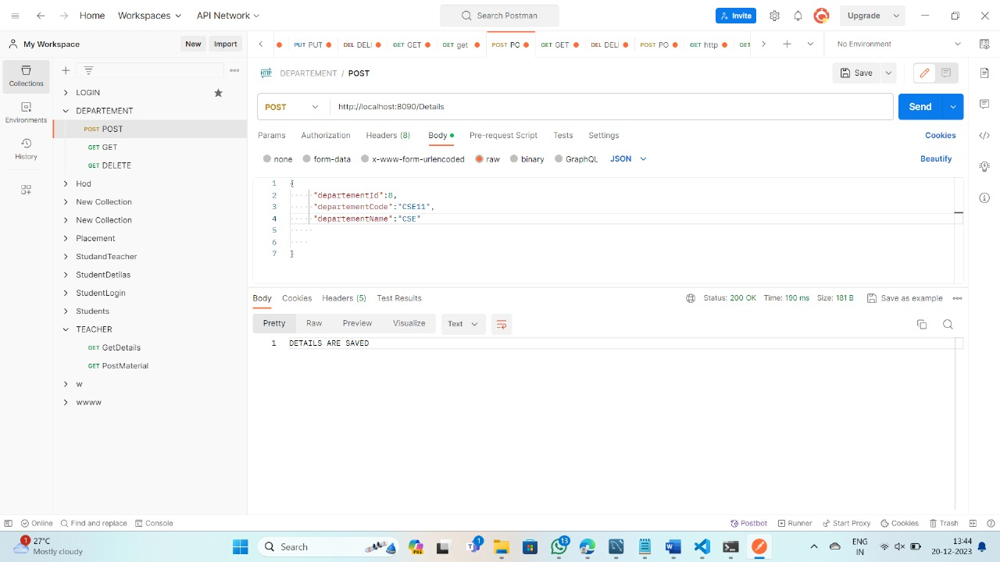 Home Workspaces API Network Search Postman Invite Upgrade
My Workspace New Import PUT PUT DEL DELI GET GET GET get POST PO GET GET DEL DELI POST PO GET http GET No Environment
Collections
Environments
History
LOGIN
DEPARTEMENT
POST POST
GET GET
GET DELETE
Hod
New Collection
New Collection
Placement
StudandTeacher
StudentDetilas
StudentLogin
Students
TEACHER
GET GetDetails
GET PostMaterial
w
wwww
HTTP DEPARTEMENT / POST Save
POST http://localhost:8090/Details Send
Params Authorization Headers (8) Body Pre-request Script Tests Settings Cookies
none form-data x-www-form-urlencoded raw binary GraphQL JSON Beautify
1 {
2 "departementId":8,
3 "departementCode":"CSE11",
4 "departementName":"CSE"
5
6
7 }
Body Cookies Headers (5) Test Results Status: 200 OK Time: 190 ms Size: 181 B Save as example
Pretty Raw Preview Visualize Text
1 DETAILS ARE SAVED
Online Find and replace Console Postbot Runner Start Proxy Cookies Trash
1 27°C
Mostly cloudy
Search PRE 1 13
ENG
IN
13:44
20-12-2023